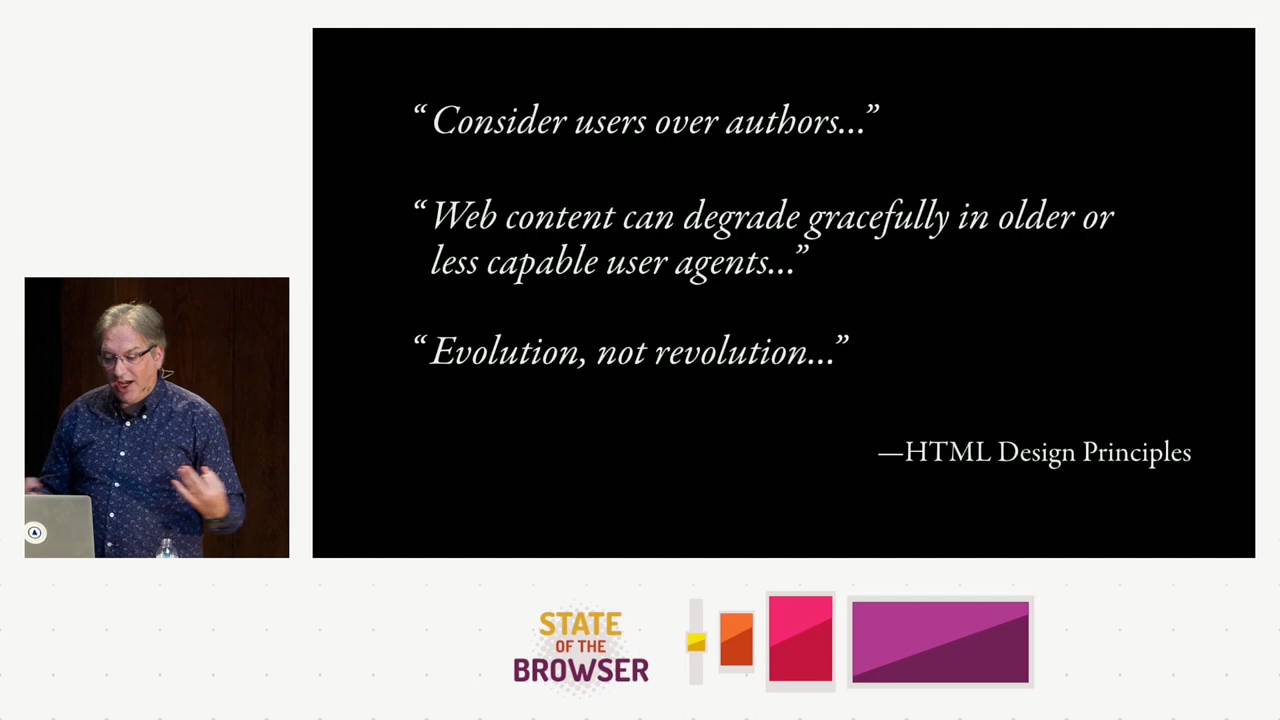 “ Consider users over authors...”
“ Web content can degrade gracefully in older or
less capable user agents...”
“ Evolution, not revolution...”
—HTML Design Principles
STATE
OF THE
BROWSER